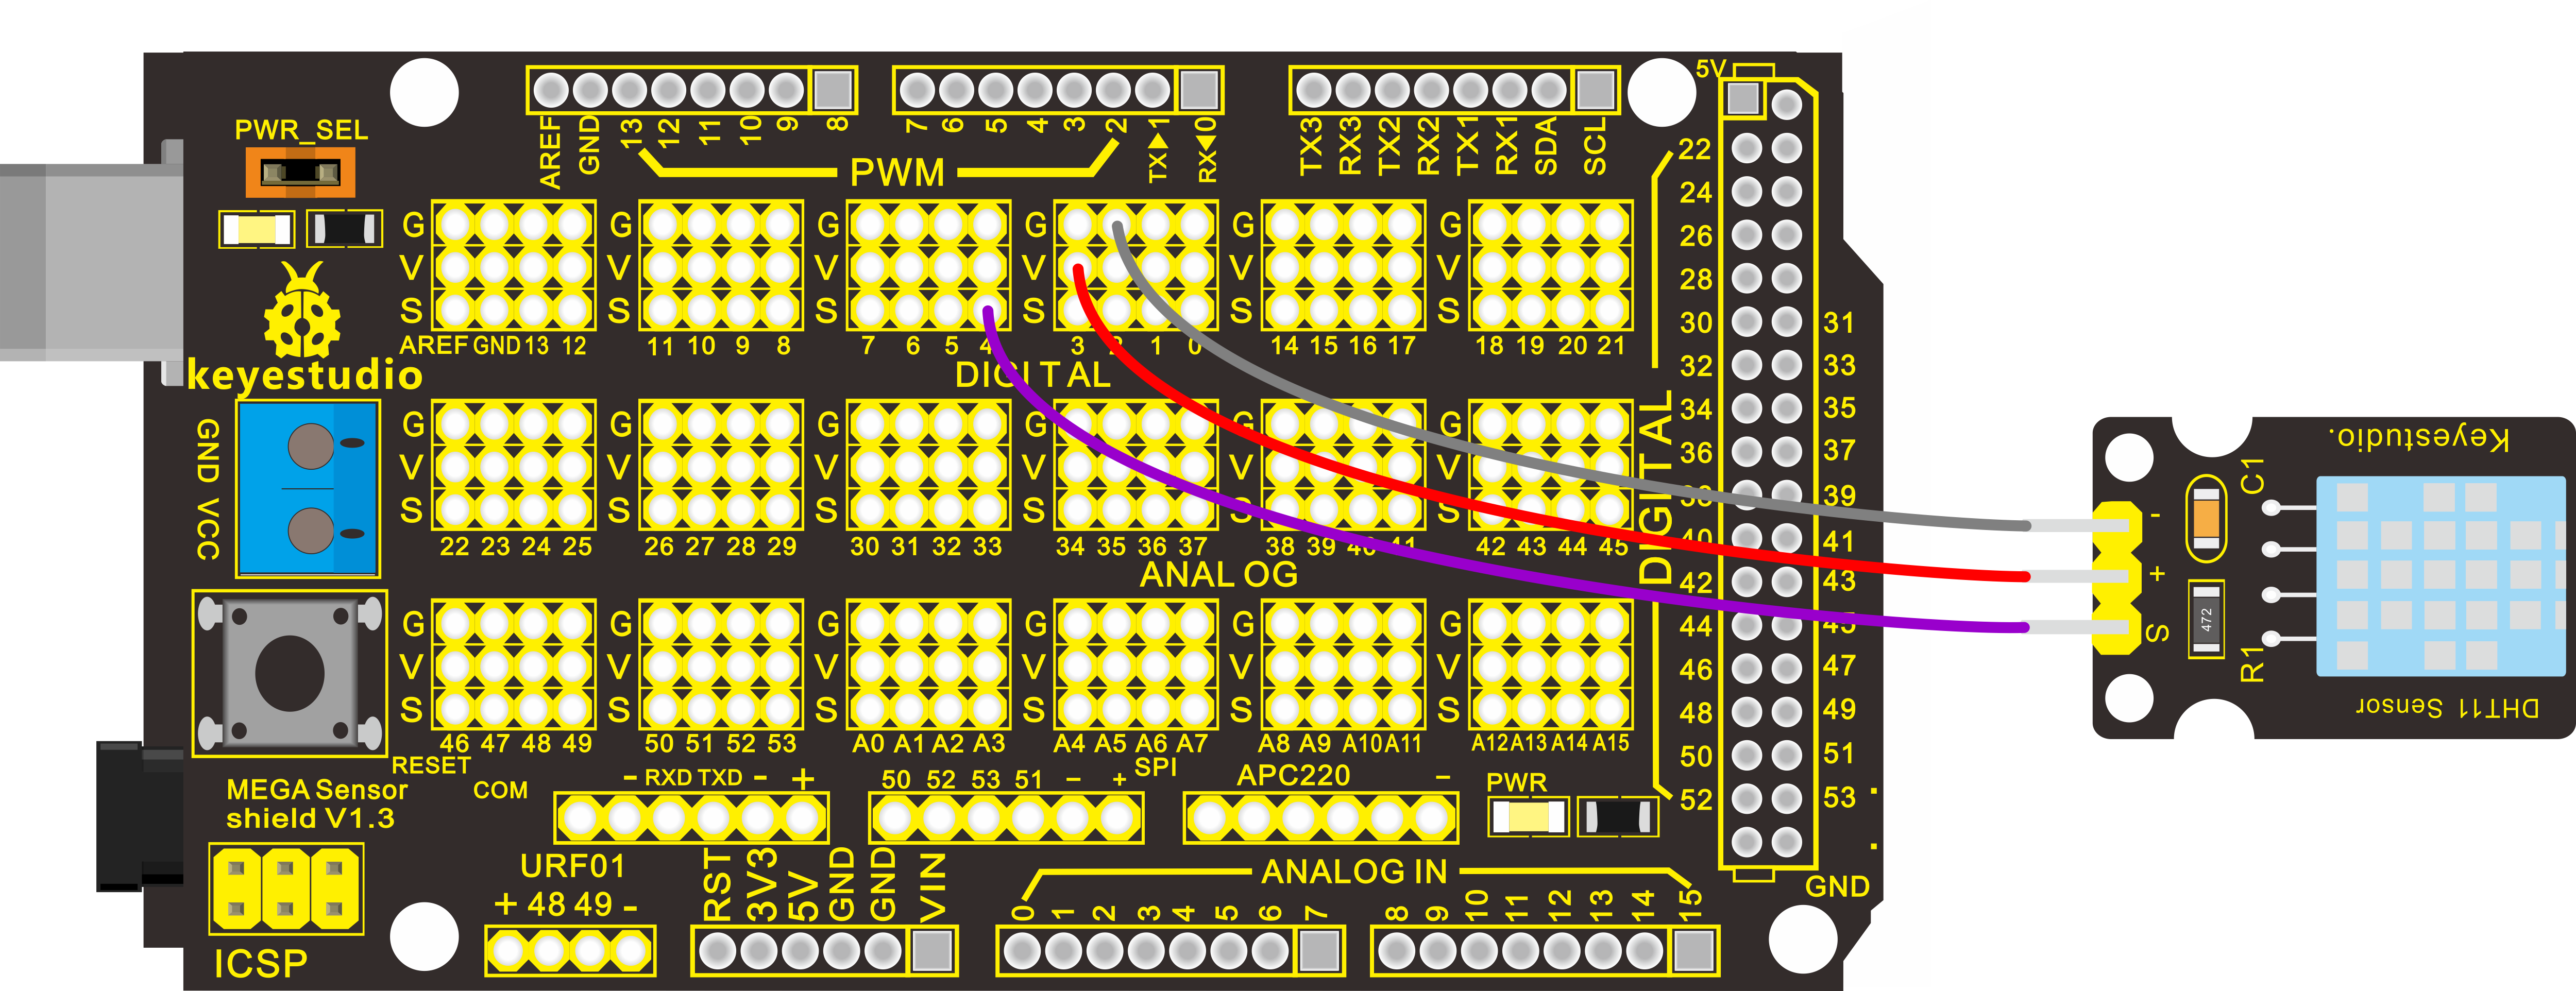 5V
PWR_SEL
AREF GND 13 12 11 10 9 8
7 6 5 4 3 2 TX▶1 RX◀0
TX3 RX3 TX2 RX2 TX1 RX1 SDA SCL
PWM
G G G G G G
V V V V V V
S S S S S S
AREF GND 13 12
11 10 9 8
7 6 5 4
3 2 1 0
14 15 16 17
18 19 20 21
DIGITAL
keyestudio
GND VCC
G G G G G G
V V V V V V
S S S S S S
22 23 24 25
26 27 28 29
30 31 32 33
34 35 36 37
38 39 40 41
42 43 44 45
ANALOG
G G G G G G
V V V V V V
S S S S S S
46 47 48 49
50 51 52 53
A0 A1 A2 A3
A4 A5 A6 A7
A8 A9 A10 A11
A12 A13 A14 A15
RESET
COM
- RXD TXD - +
50 52 53 51 - +
SPI
APC220 -
PWR
MEGA Sensor
shield V1.3
ICSP
URF01
+ 48 49 -
RST 3V3 5V GND GND VIN
ANALOG IN
0 1 2 3 4 5 6 7
8 9 10 11 12 13 14 15
DIGITAL
22
24
26
28
30 31
32 33
34 35
36 37
38 39
40 41
42 43
44 45
46 47
48 49
50 51
52 53
GND
Keyestudio.
C1
-
+
S
472
R1
DHT11 Sensor